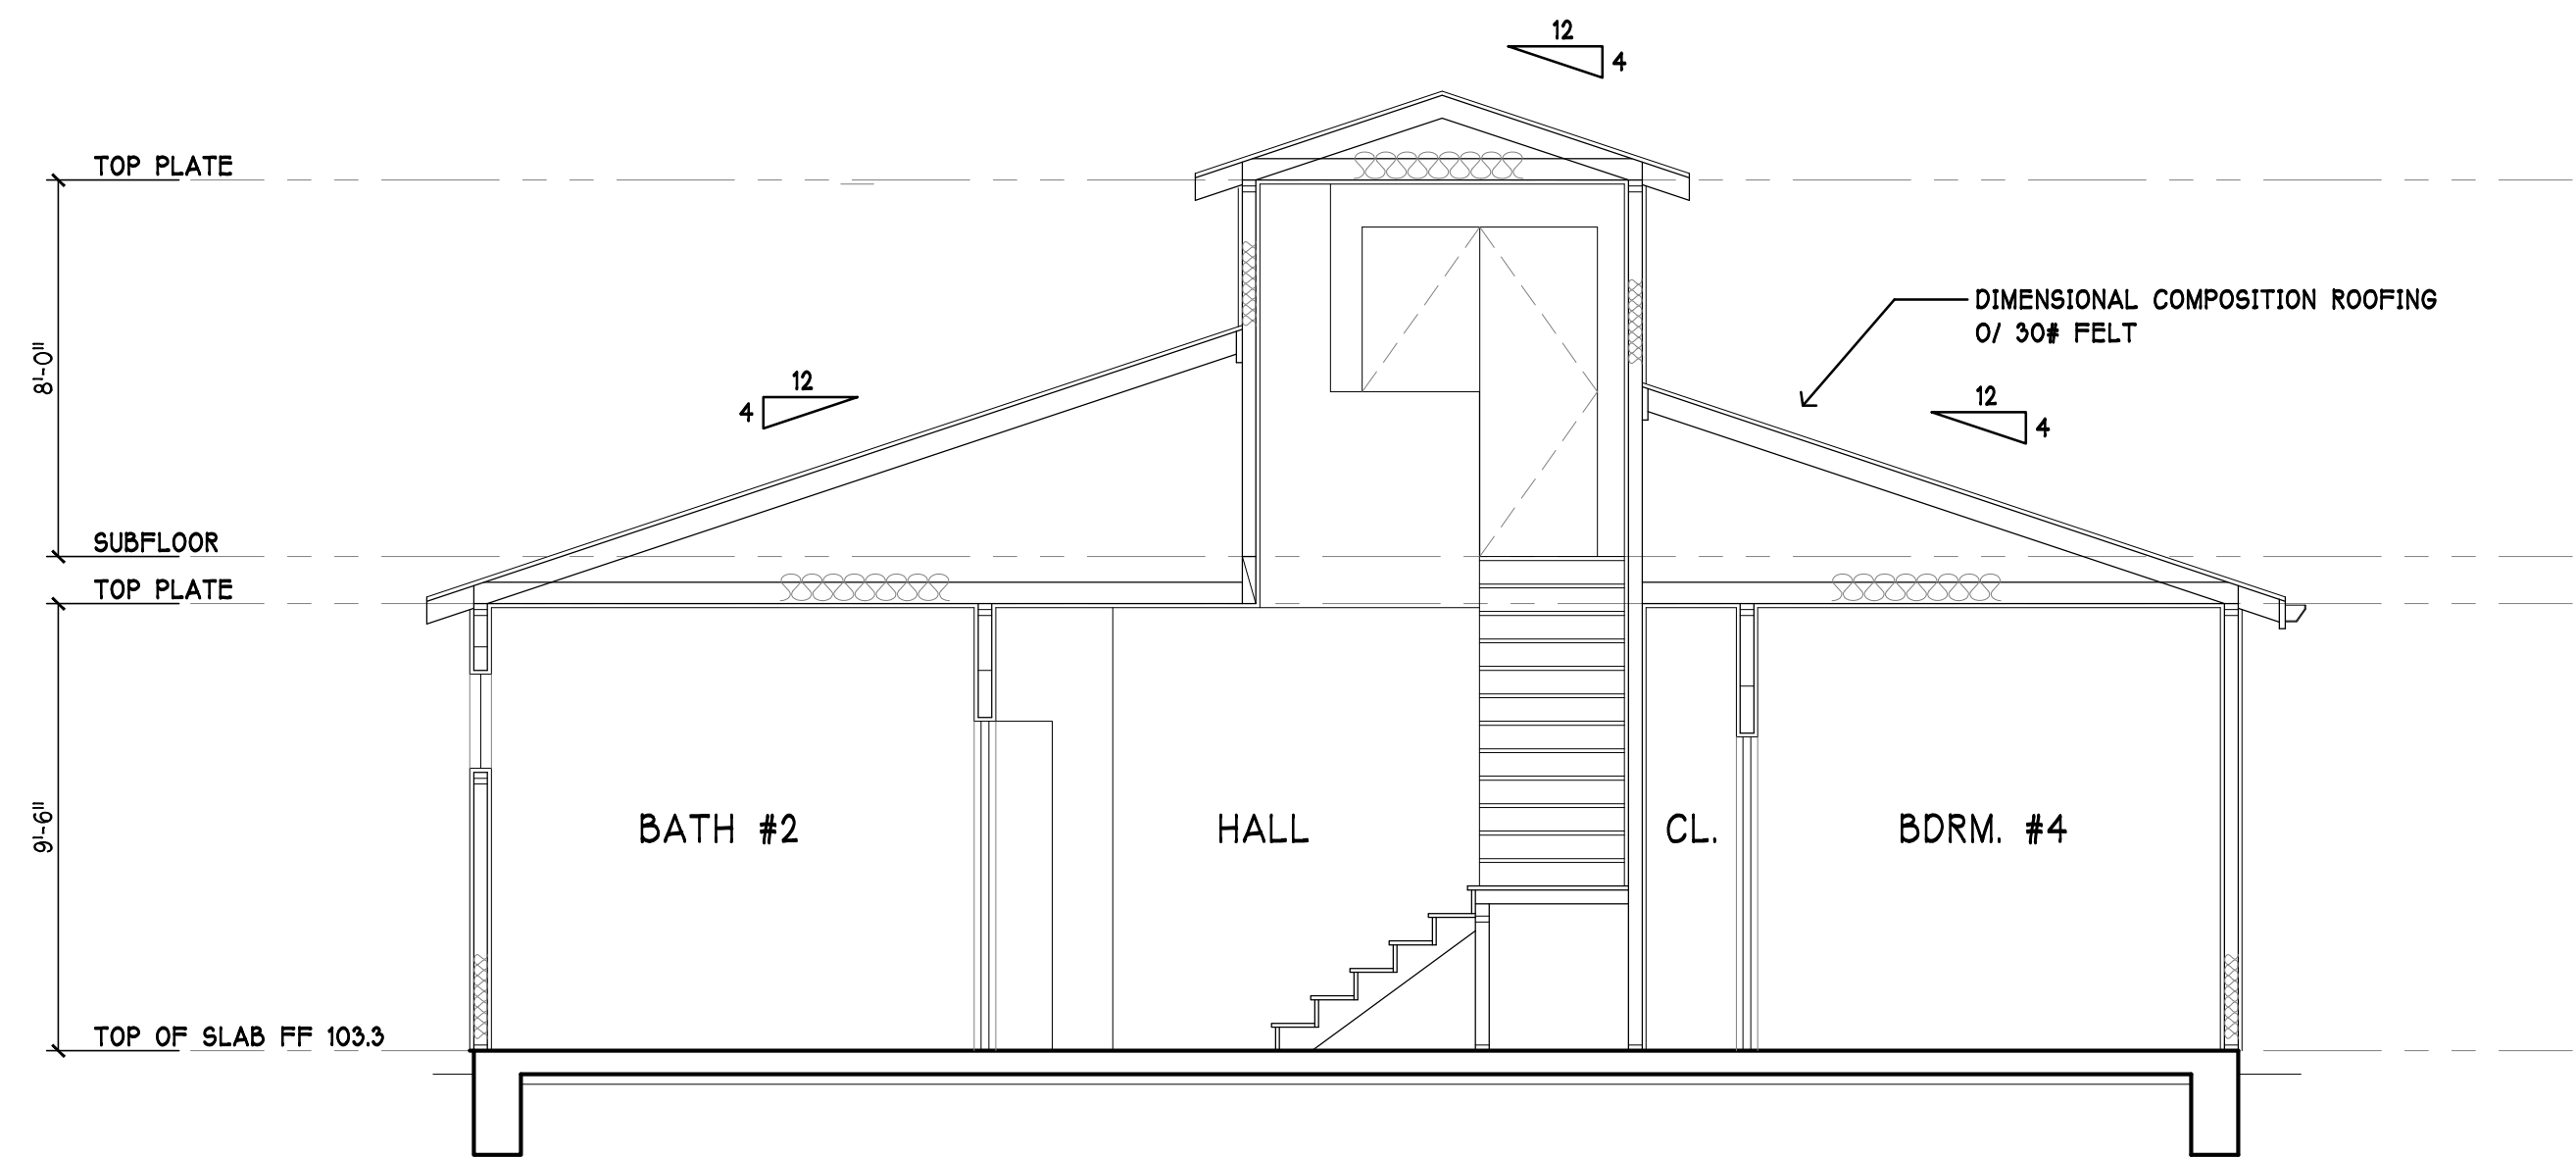 12
4
TOP PLATE
8'-0"
DIMENSIONAL COMPOSITION ROOFING
O/ 30# FELT
12
4
12
4
SUBFLOOR
TOP PLATE
9'-6"
BATH #2
HALL
CL.
BDRM. #4
TOP OF SLAB FF 103.3